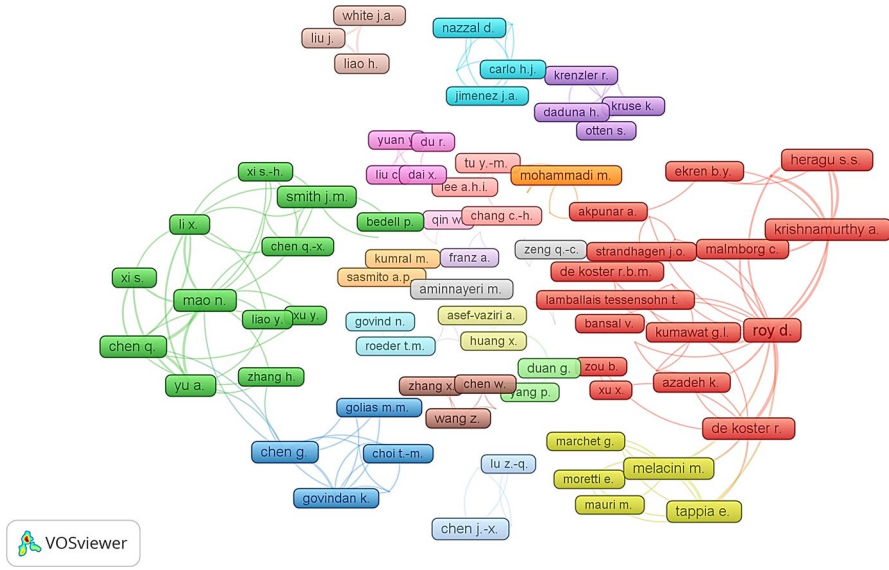 white j.a.
liu j.
liao h.
nazzal d.
carlo h.j.
jimenez j.a.
krenzler r.
kruse k.
daduna h.
otten s.
yuan y
du r.
liu c
dai x.
tu y.-m.
lee a.h.i.
mohammadi m.
ekren b.y.
heragu s.s.
xi s.-h.
smith j.m.
li x.
bedell p.
qin w.
chang c.-h.
akpunar a.
krishnamurthy a.
chen q.-x.
kumral m.
franz a.
zeng q.-c.
strandhagen j.o.
malmborg c.
xi s.
sasmito a.p.
aminnayeri m.
de koster r.b.m.
mao n.
lamballais tessensohn t.
liao y.
xu y.
govind n.
asef-vaziri a.
bansal v.
kumawat g.l.
roy d.
chen q.
roeder t.m.
huang x.
yu a.
zhang h.
duan g.
zou b.
zhang x.
chen w.
yang p.
xu x.
azadeh k.
golias m.m.
wang z.
de koster r.
chen g.
choi t.-m.
marchet g.
lu z.-q.
melacini m.
moretti e.
govindan k.
mauri m.
tappia e.
chen j.-x.
VOSviewer